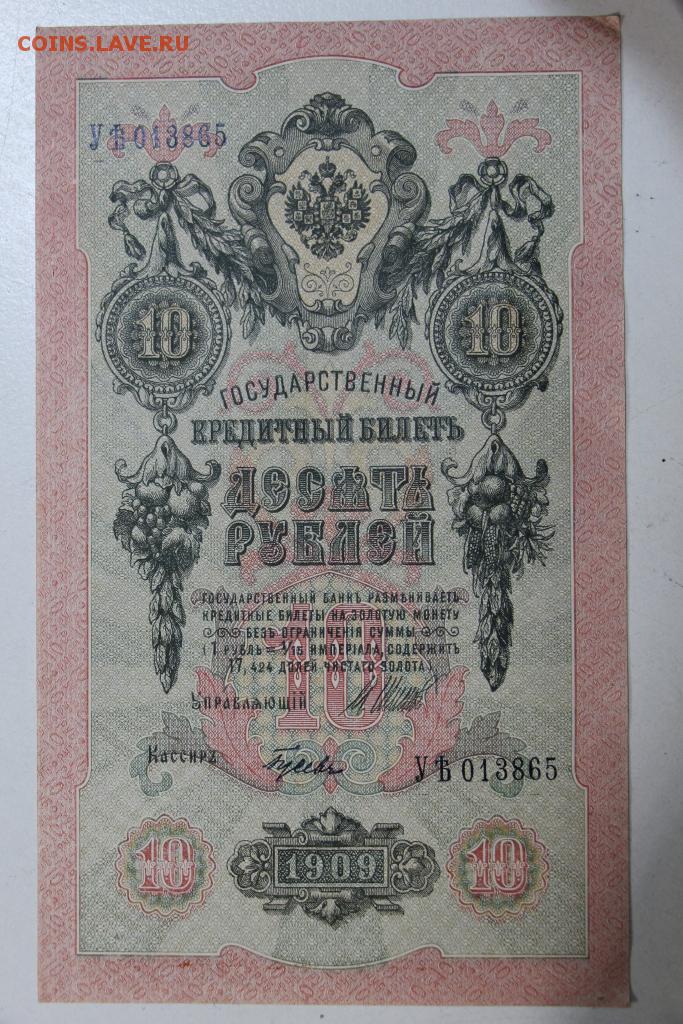 COINS.LAVE.RU
УѢ 013865
10 10
ГОСУДАРСТВЕННЫЙ
КРЕДИТНЫЙ БИЛЕТЪ
ДЕСЯТЬ
РУБЛЕЙ
ГОСУДАРСТВЕННЫЙ БАНКЪ РАЗМѢНИВАЕТЪ
КРЕДИТНЫЕ БИЛЕТЫ НА ЗОЛОТУЮ МОНЕТУ
БЕЗЪ ОГРАНИЧЕНІЯ СУММЫ
(1 РУБЛЬ = 1/15 ИМПЕРІАЛА, СОДЕРЖИТЪ
17,424 ДОЛЕЙ ЧИСТАГО ЗОЛОТА)
10
УПРАВЛЯЮЩІЙ
КАССИРЪ
УѢ 013865
10 1909 10